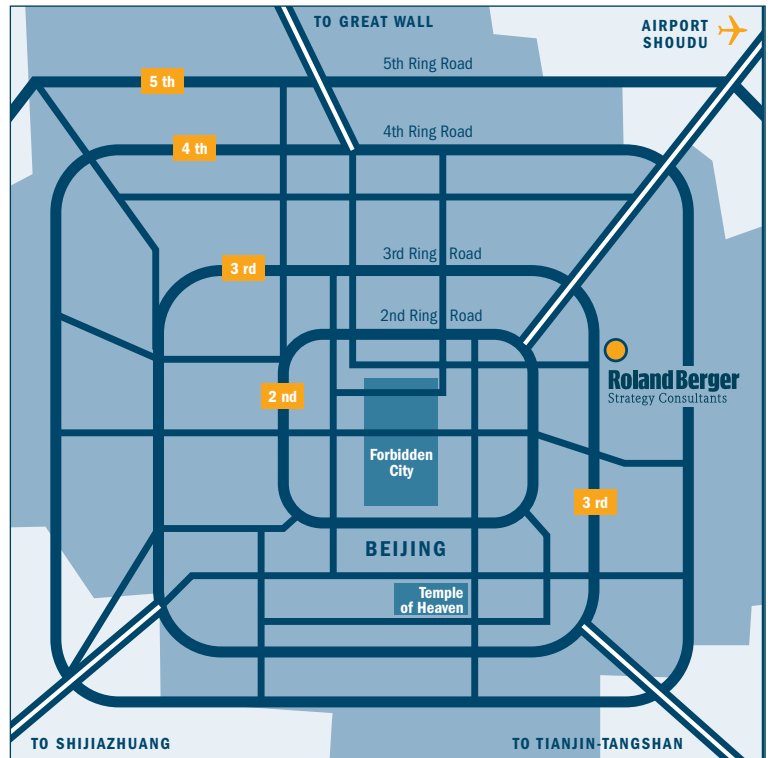 TO GREAT WALL
AIRPORT
SHOUDU
5th Ring Road
5 th
4th Ring Road
4 th
3rd Ring Road
3 rd
2nd Ring Road
RolandBerger
Strategy Consultants
2 nd
Forbidden
City
3 rd
BEIJING
Temple
of Heaven
TO SHIJIAZHUANG
TO TIANJIN-TANGSHAN